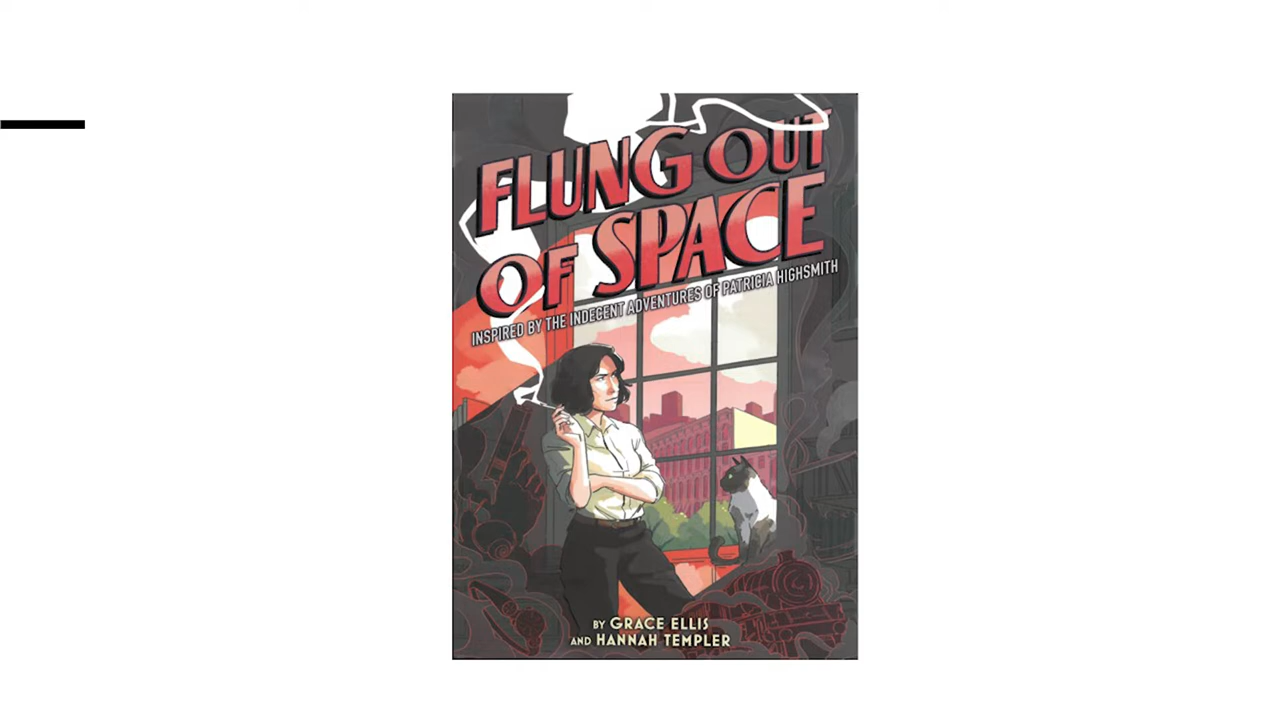 FLUNG OUT
OF SPACE
INSPIRED BY THE INDECENT ADVENTURES OF PATRICIA HIGHSMITH
BY GRACE ELLIS
AND HANNAH TEMPLER